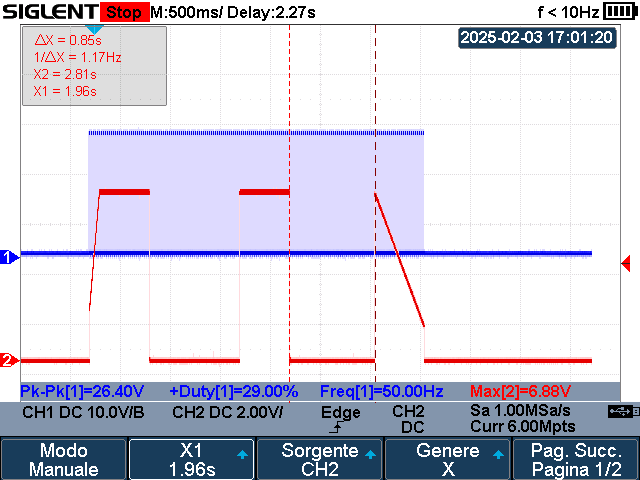 SIGLENT Stop M:500ms/ Delay:2.27s f < 10Hz
2025-02-03 17:01:20
△X = 0.85s
1/△X = 1.17Hz
X2 = 2.81s
X1 = 1.96s
1
2
Pk-Pk[1]=26.40V +Duty[1]=29.00% Freq[1]=50.00Hz Max[2]=6.88V
CH1 DC 10.0V/B CH2 DC 2.00V/ Edge CH2 Sa 1.00MSa/s
DC Curr 6.00Mpts
Modo X1 Sorgente Genere Pag. Succ.
Manuale 1.96s CH2 X Pagina 1/2